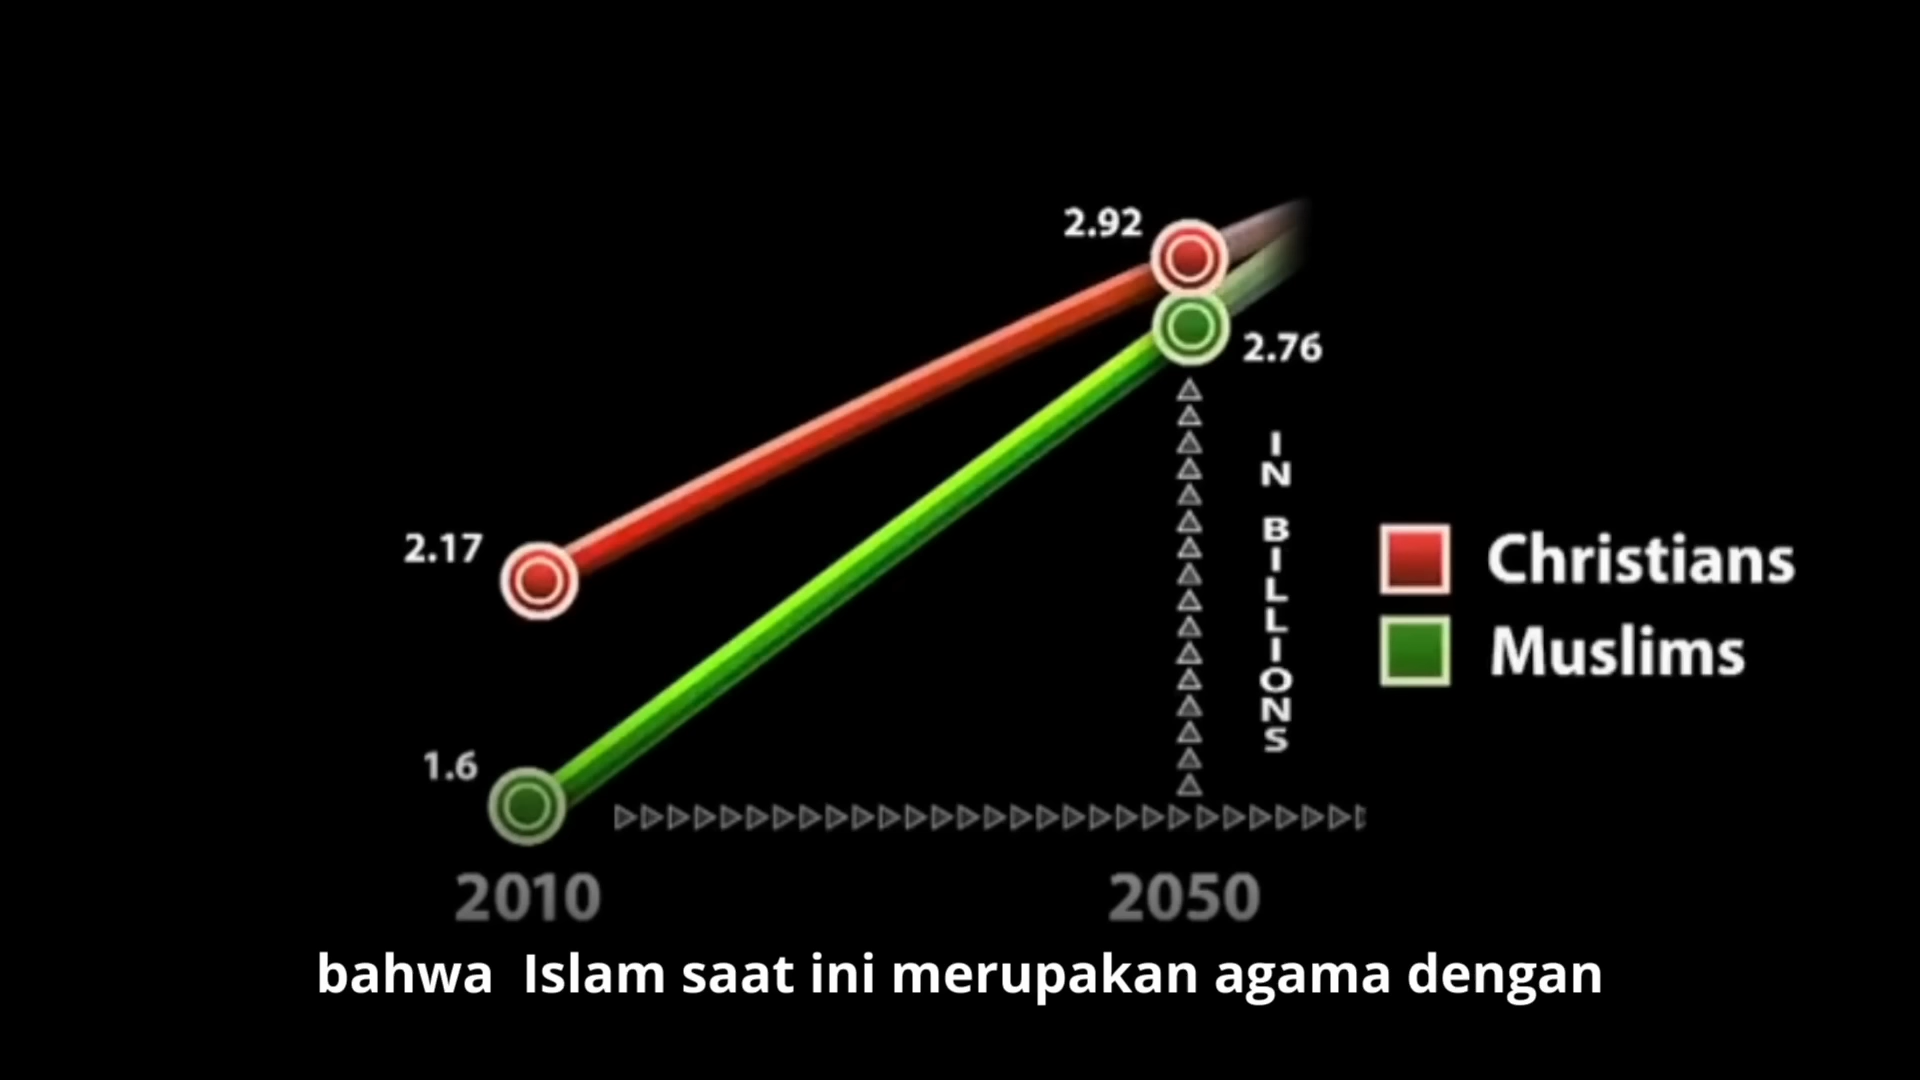 2.92
2.76
2.17
1.6
IN BILLIONS
Christians
Muslims
2010 2050
bahwa Islam saat ini merupakan agama dengan